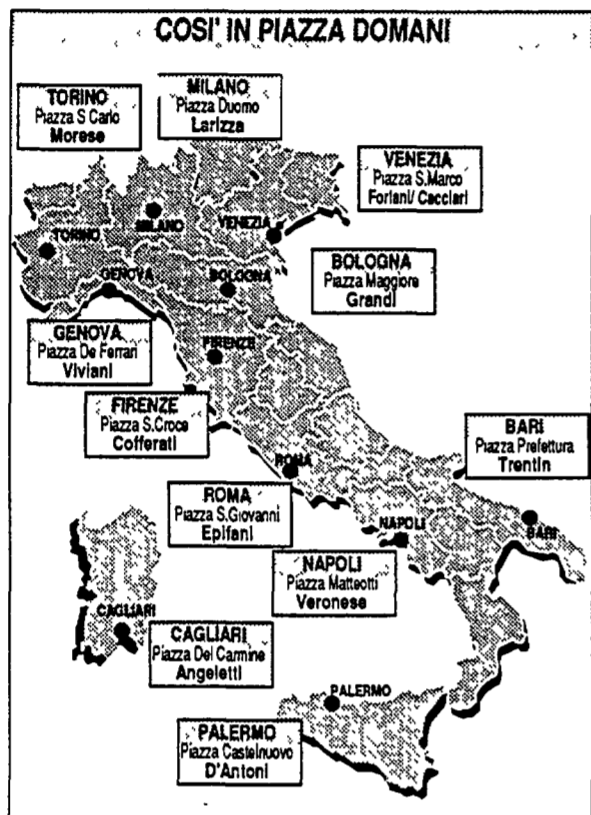 COSI' IN PIAZZA DOMANI
TORINO
Piazza S.Carlo
Morese
MILANO
Piazza Duomo
Larizza
VENEZIA
Piazza S.Marco
Forlani/ Cacciari
BOLOGNA
Piazza Maggiore
Grandi
GENOVA
Piazza De Ferrari
Viviani
FIRENZE
Piazza S.Croce
Cofferati
BARI
Piazza Prefettura
Trentin
ROMA
Piazza S.Giovanni
Epifani
NAPOLI
Piazza Matteotti
Veronese
CAGLIARI
Piazza Del Carmine
Angeletti
PALERMO
Piazza Castelnuovo
D'Antoni
TORINO
MILANO
VENEZIA
GENOVA
BOLOGNA
FIRENZE
ROMA
NAPOLI
BARI
CAGLIARI
PALERMO